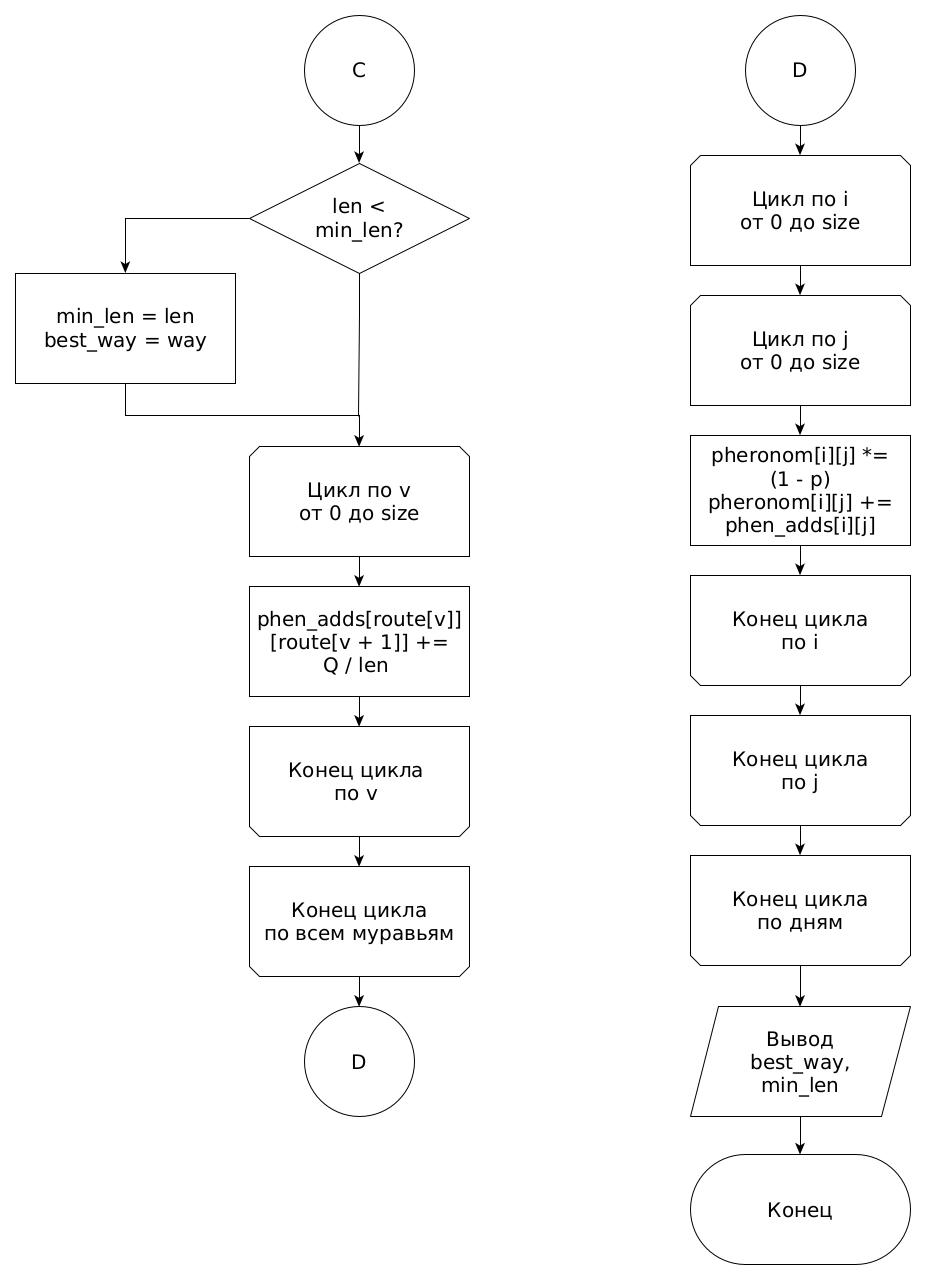 C
len <
min_len?
min_len = len
best_way = way
Цикл по v
от 0 до size
phen_adds[route[v]]
[route[v + 1]] +=
Q / len
Конец цикла
по v
Конец цикла
по всем муравьям
D
D
Цикл по i
от 0 до size
Цикл по j
от 0 до size
pheronom[i][j] *=
(1 - p)
pheronom[i][j] +=
phen_adds[i][j]
Конец цикла
по i
Конец цикла
по j
Конец цикла
по дням
Вывод
best_way,
min_len
Конец